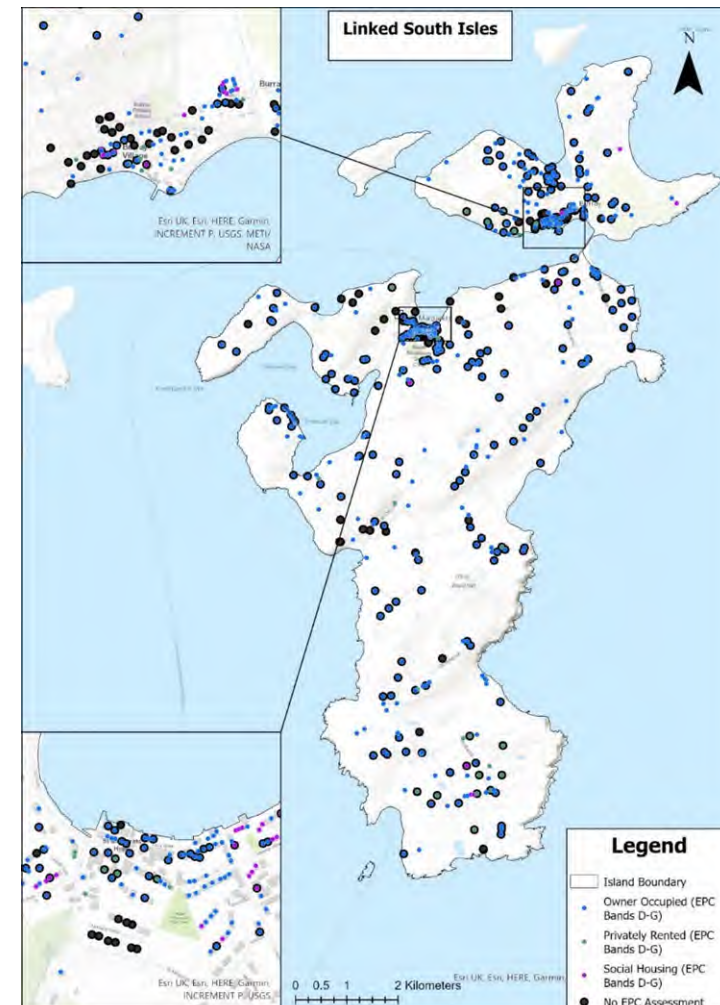 Linked South Isles
N
Burra
Village
Esri UK, Esri, HERE, Garmin,
INCREMENT P, USGS, METI/
NASA
Esri UK, Esri, HERE, Garmin,
INCREMENT P, USGS,
0 0.5 1 2 Kilometers
Esri UK, Esri, HERE, Garmin,
Legend
Island Boundary
Owner Occupied (EPC
Bands D-G)
Privately Rented (EPC
Bands D-G)
Social Housing (EPC
Bands D-G)
No EPC Assessment